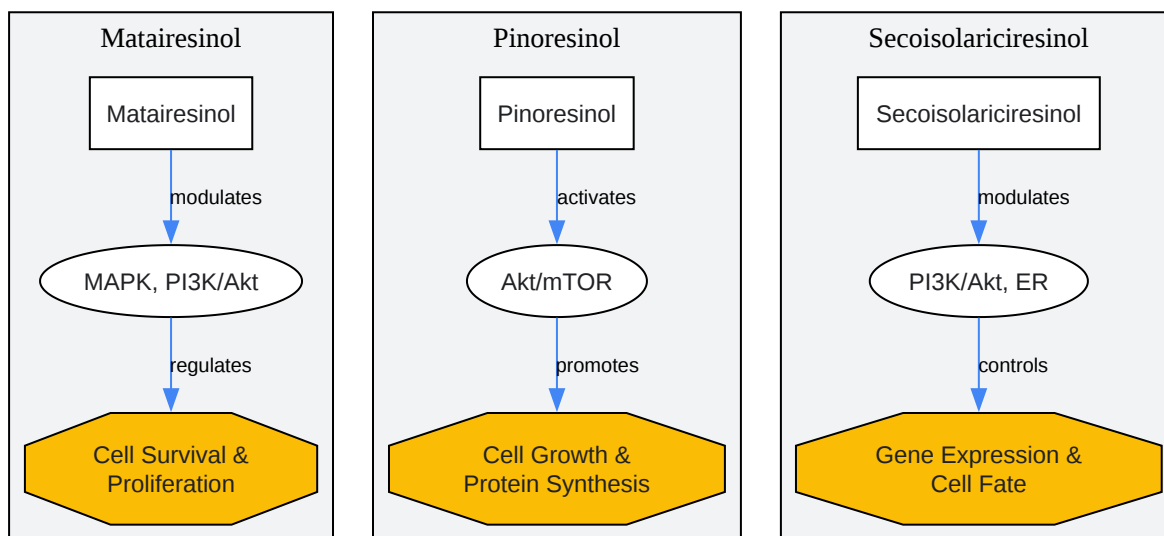 Matairesinol
Matairesinol
modulates
MAPK, PI3K/Akt
regulates
Cell Survival &
Proliferation
Pinoresinol
Pinoresinol
activates
Akt/mTOR
promotes
Cell Growth &
Protein Synthesis
Secoisolariciresinol
Secoisolariciresinol
modulates
PI3K/Akt, ER
controls
Gene Expression &
Cell Fate